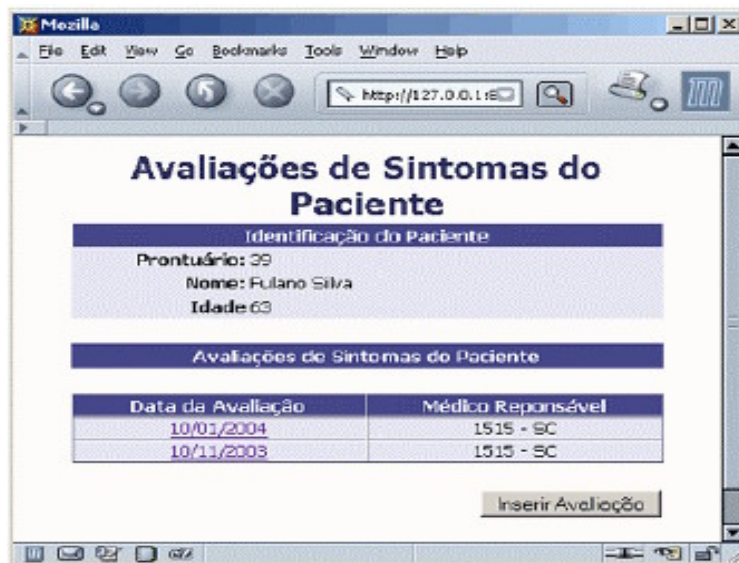 Mozilla
File Edit View Go Bookmarks Tools Window Help
http://127.0.0.1:8
Avaliações de Sintomas do
Paciente
Identificação do Paciente
Prontuário: 39
Nome: Fulano Silva
Idade 63
Avaliações de Sintomas do Paciente
Data da Avaliação Médico Reponsável
10/01/2004 1515 - SC
10/11/2003 1515 - SC
Inserir Avaliação